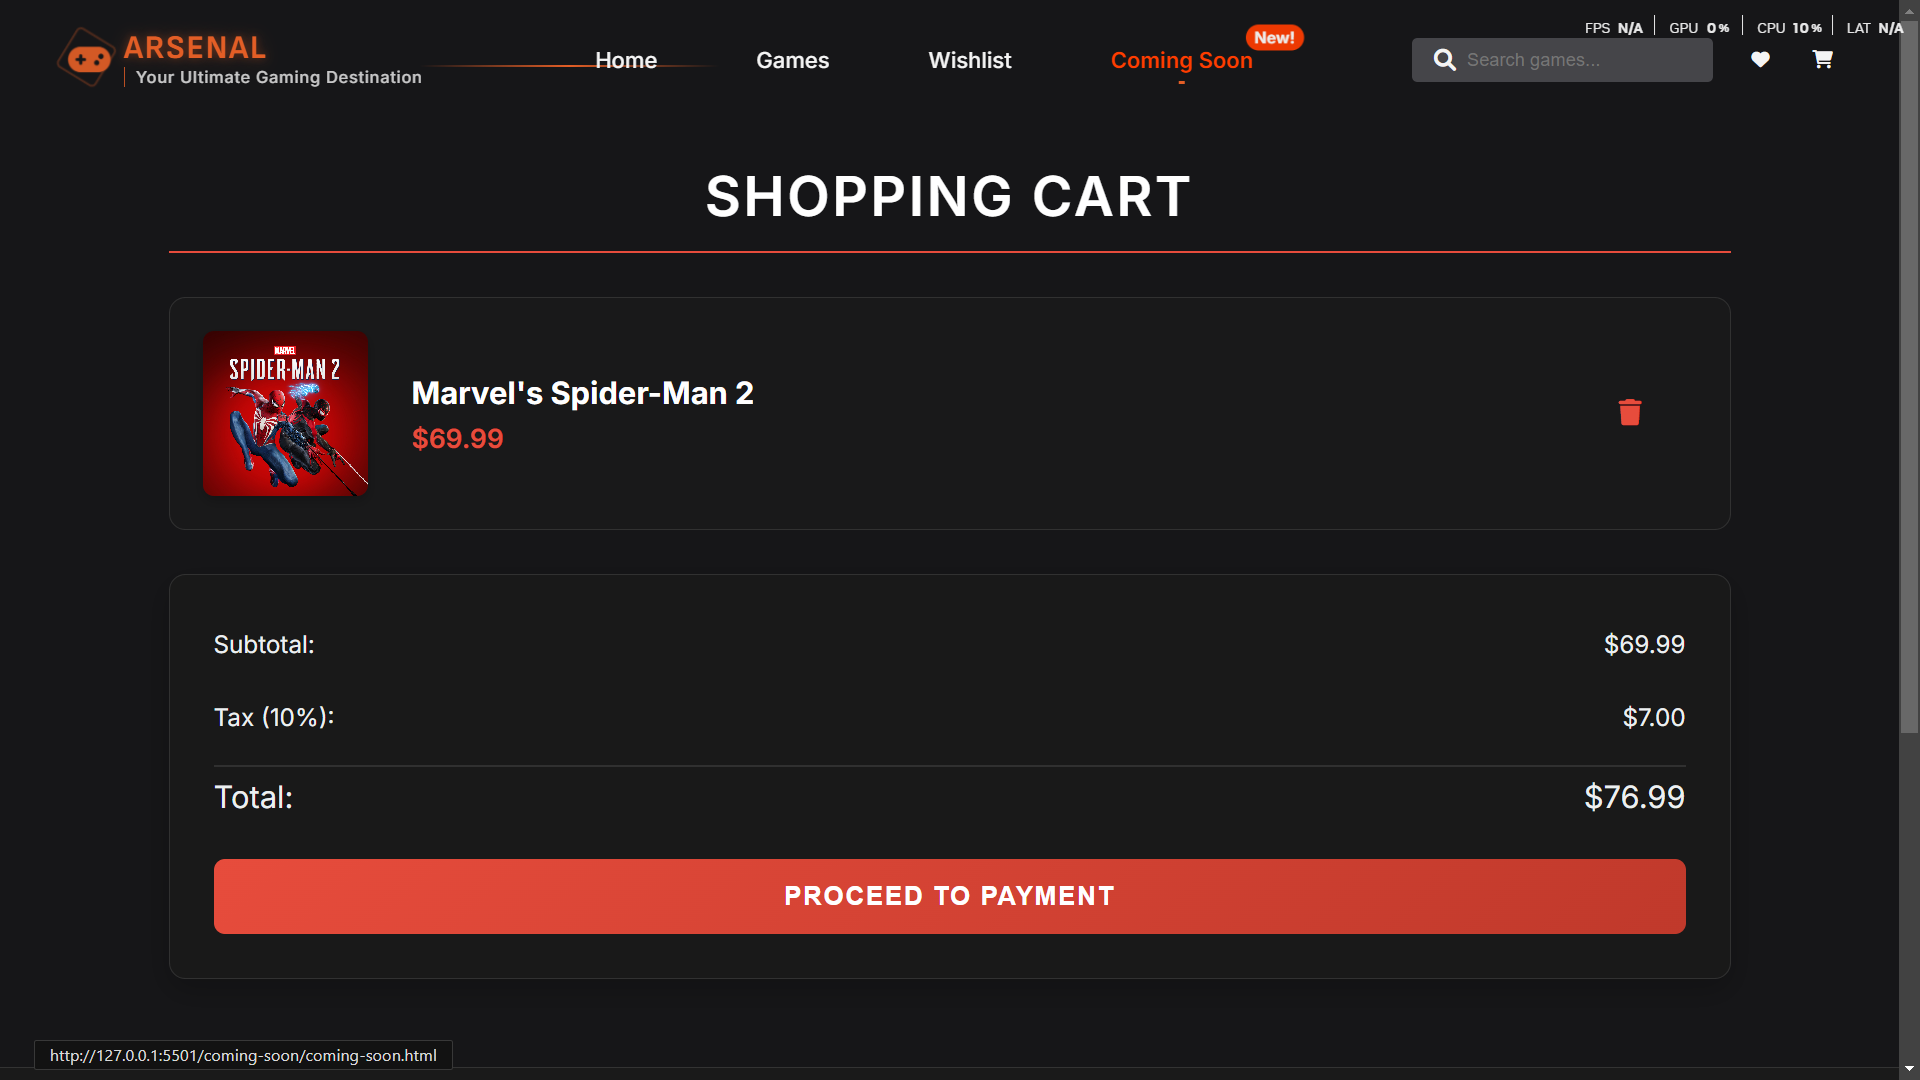 FPS N/A GPU 0% CPU 10% LAT N/A
ARSENAL
Your Ultimate Gaming Destination
Home
Games
Wishlist
Coming Soon
New!
Search games...
SHOPPING CART
MARVEL
SPIDER-MAN 2
Marvel's Spider-Man 2
$69.99
Subtotal: $69.99
Tax (10%): $7.00
Total: $76.99
PROCEED TO PAYMENT
http://127.0.0.1:5501/coming-soon/coming-soon.html